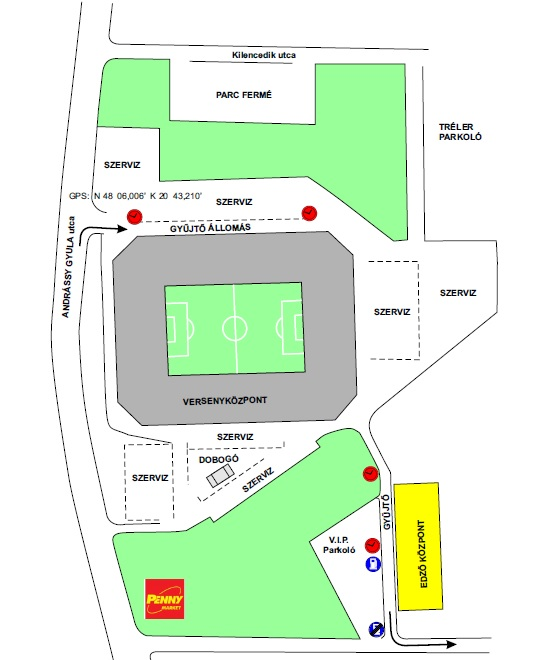 Kilencedik utca
PARC FERMÉ
TRÉLER
PARKOLÓ
SZERVIZ
GPS: N 48 06,006' K 20 43,210'
SZERVIZ
GYŰJTŐ ÁLLOMÁS
ANDRÁSSY GYULA utca
SZERVIZ
SZERVIZ
VERSENYKÖZPONT
SZERVIZ
DOBOGÓ
SZERVIZ
SZERVIZ
GYŰJTŐ
V.I.P.
Parkoló
EDZŐ KÖZPONT
PENNY
MARKET